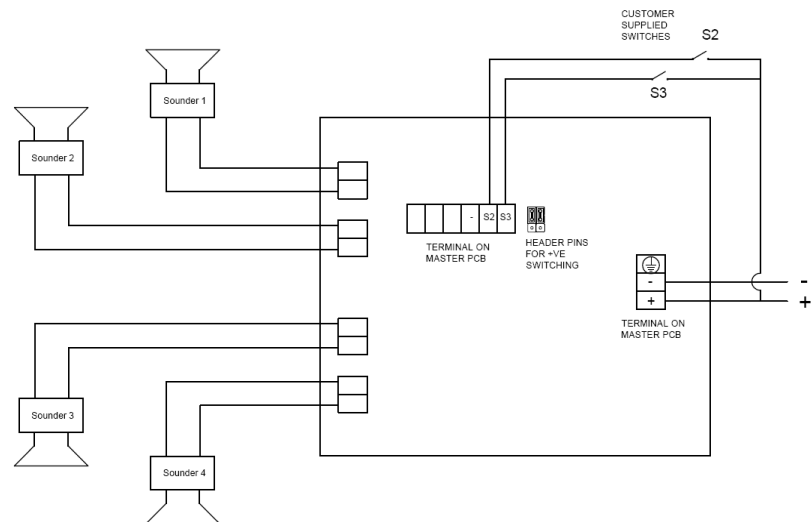 CUSTOMER
SUPPLIED
SWITCHES
S2
S3
Sounder 1
Sounder 2
- S2 S3
TERMINAL ON
MASTER PCB
HEADER PINS
FOR +VE
SWITCHING
-
+
-
+
TERMINAL ON
MASTER PCB
Sounder 3
Sounder 4